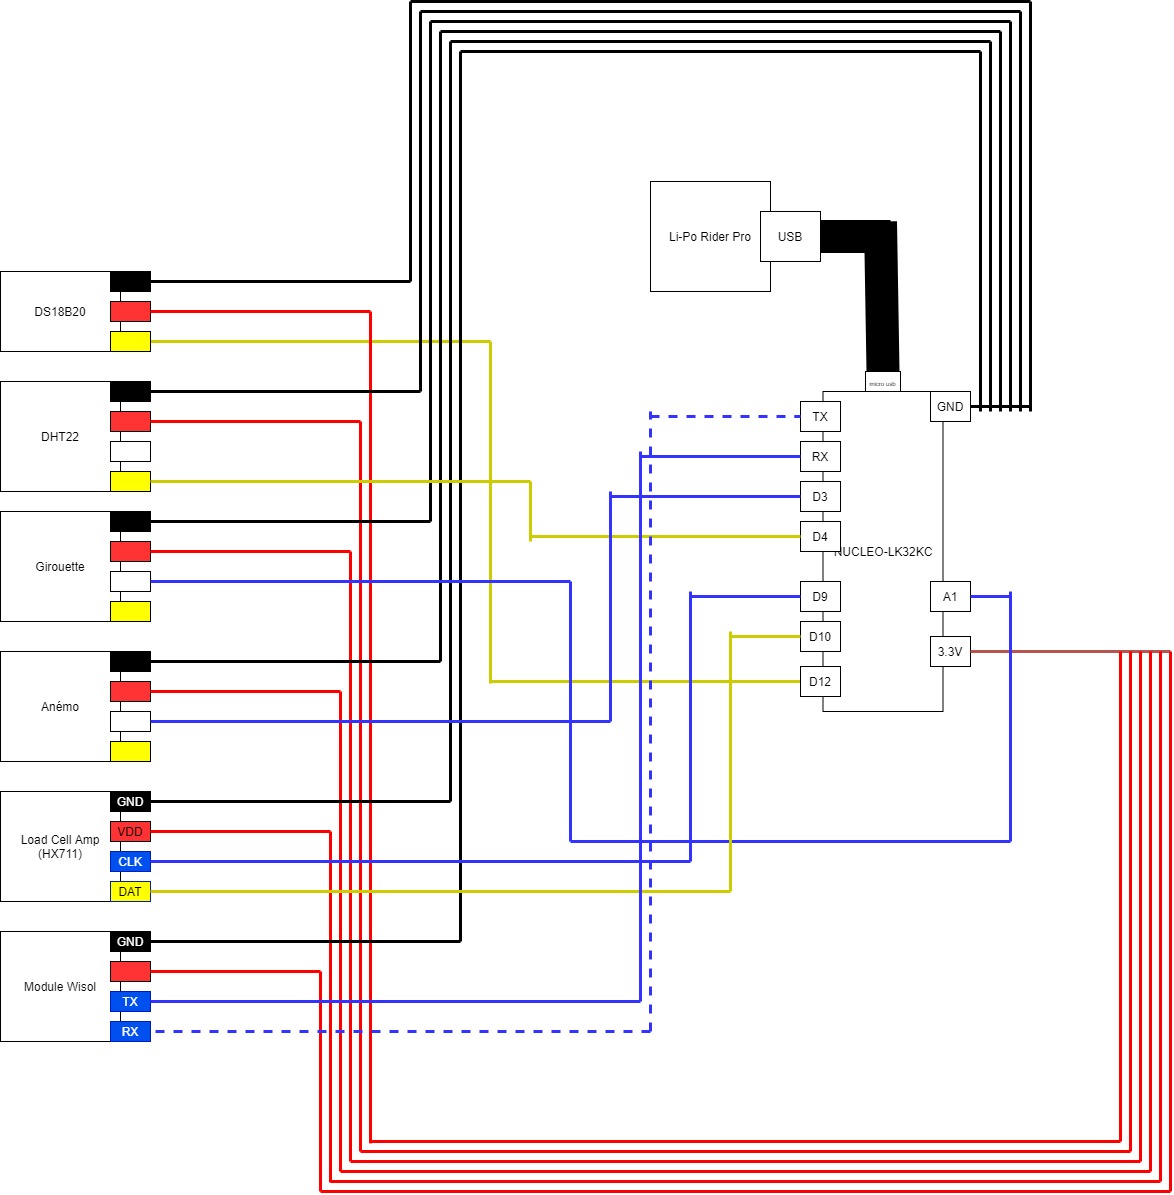 Li-Po Rider Pro
USB
DS18B20
micro usb
GND
TX
DHT22
RX
D3
D4
NUCLEO-LK32KC
Girouette
D9
A1
D10
3.3V
D12
Anémo
GND
VDD
Load Cell Amp
(HX711)
CLK
DAT
GND
Module Wisol
TX
RX